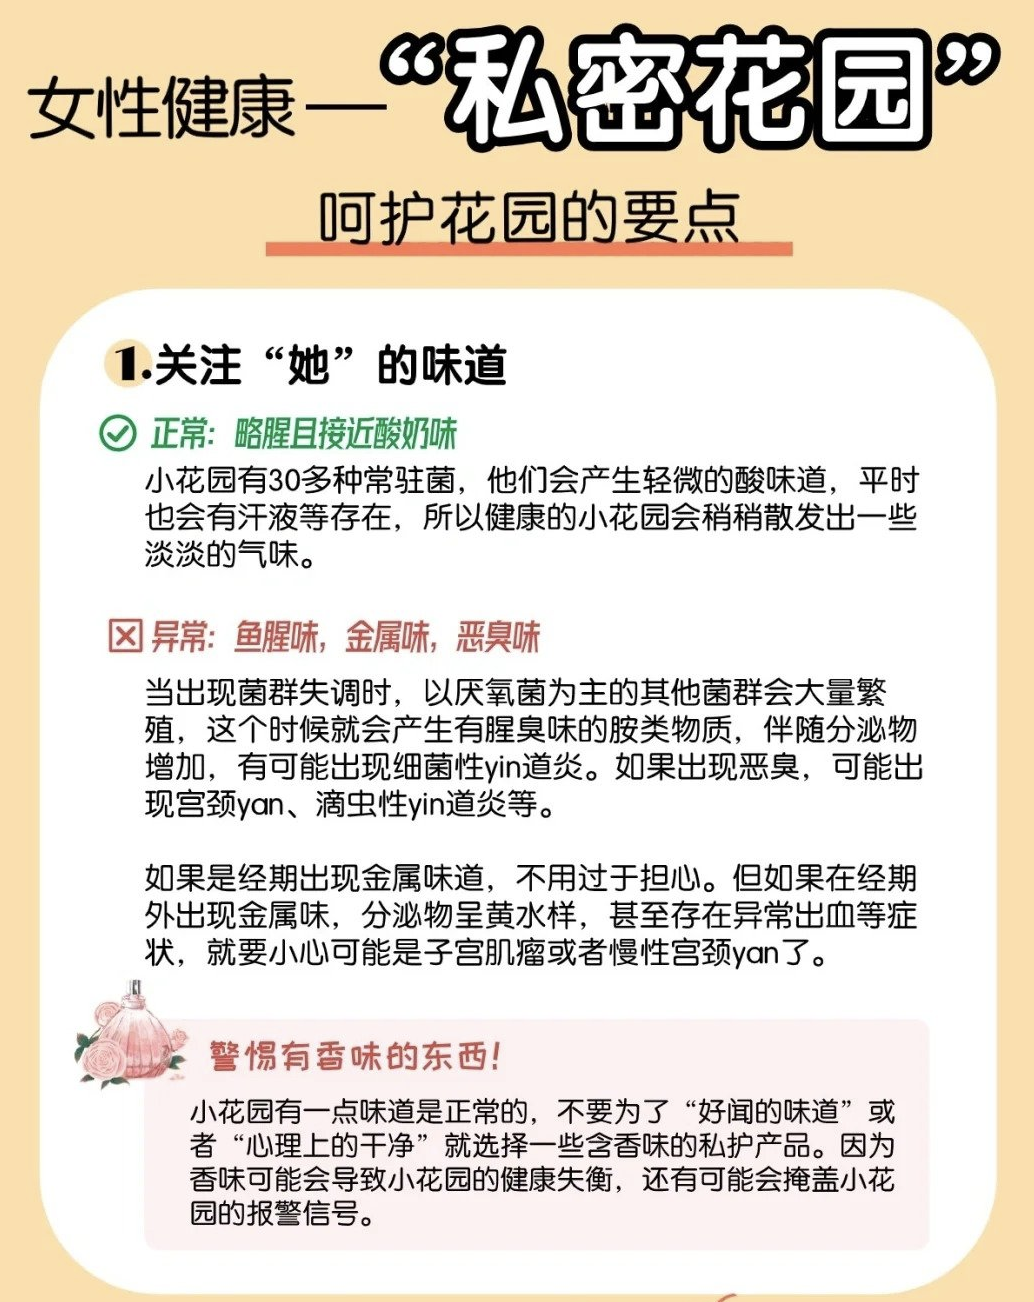 女性健康—“私密花园”
呵护花园的要点
1.关注“她”的味道
正常：略腥且接近酸奶味
小花园有30多种常驻菌，他们会产生轻微的酸味道，平时
也会有汗液等存在，所以健康的小花园会稍稍散发出一些
淡淡的气味。
异常：鱼腥味，金属味，恶臭味
当出现菌群失调时，以厌氧菌为主的其他菌群会大量繁
殖，这个时候就会产生有腥臭味的胺类物质，伴随分泌物
增加，有可能出现细菌性yin道炎。如果出现恶臭，可能出
现宫颈yan、滴虫性yin道炎等。
如果是经期出现金属味道，不用过于担心。但如果在经期
外出现金属味，分泌物呈黄水样，甚至存在异常出血等症
状，就要小心可能是子宫肌瘤或者慢性宫颈yan了。
警惕有香味的东西！
小花园有一点味道是正常的，不要为了“好闻的味道”或
者“心理上的干净”就选择一些含香味的私护产品。因为
香味可能会导致小花园的健康失衡，还有可能会掩盖小花
园的报警信号。